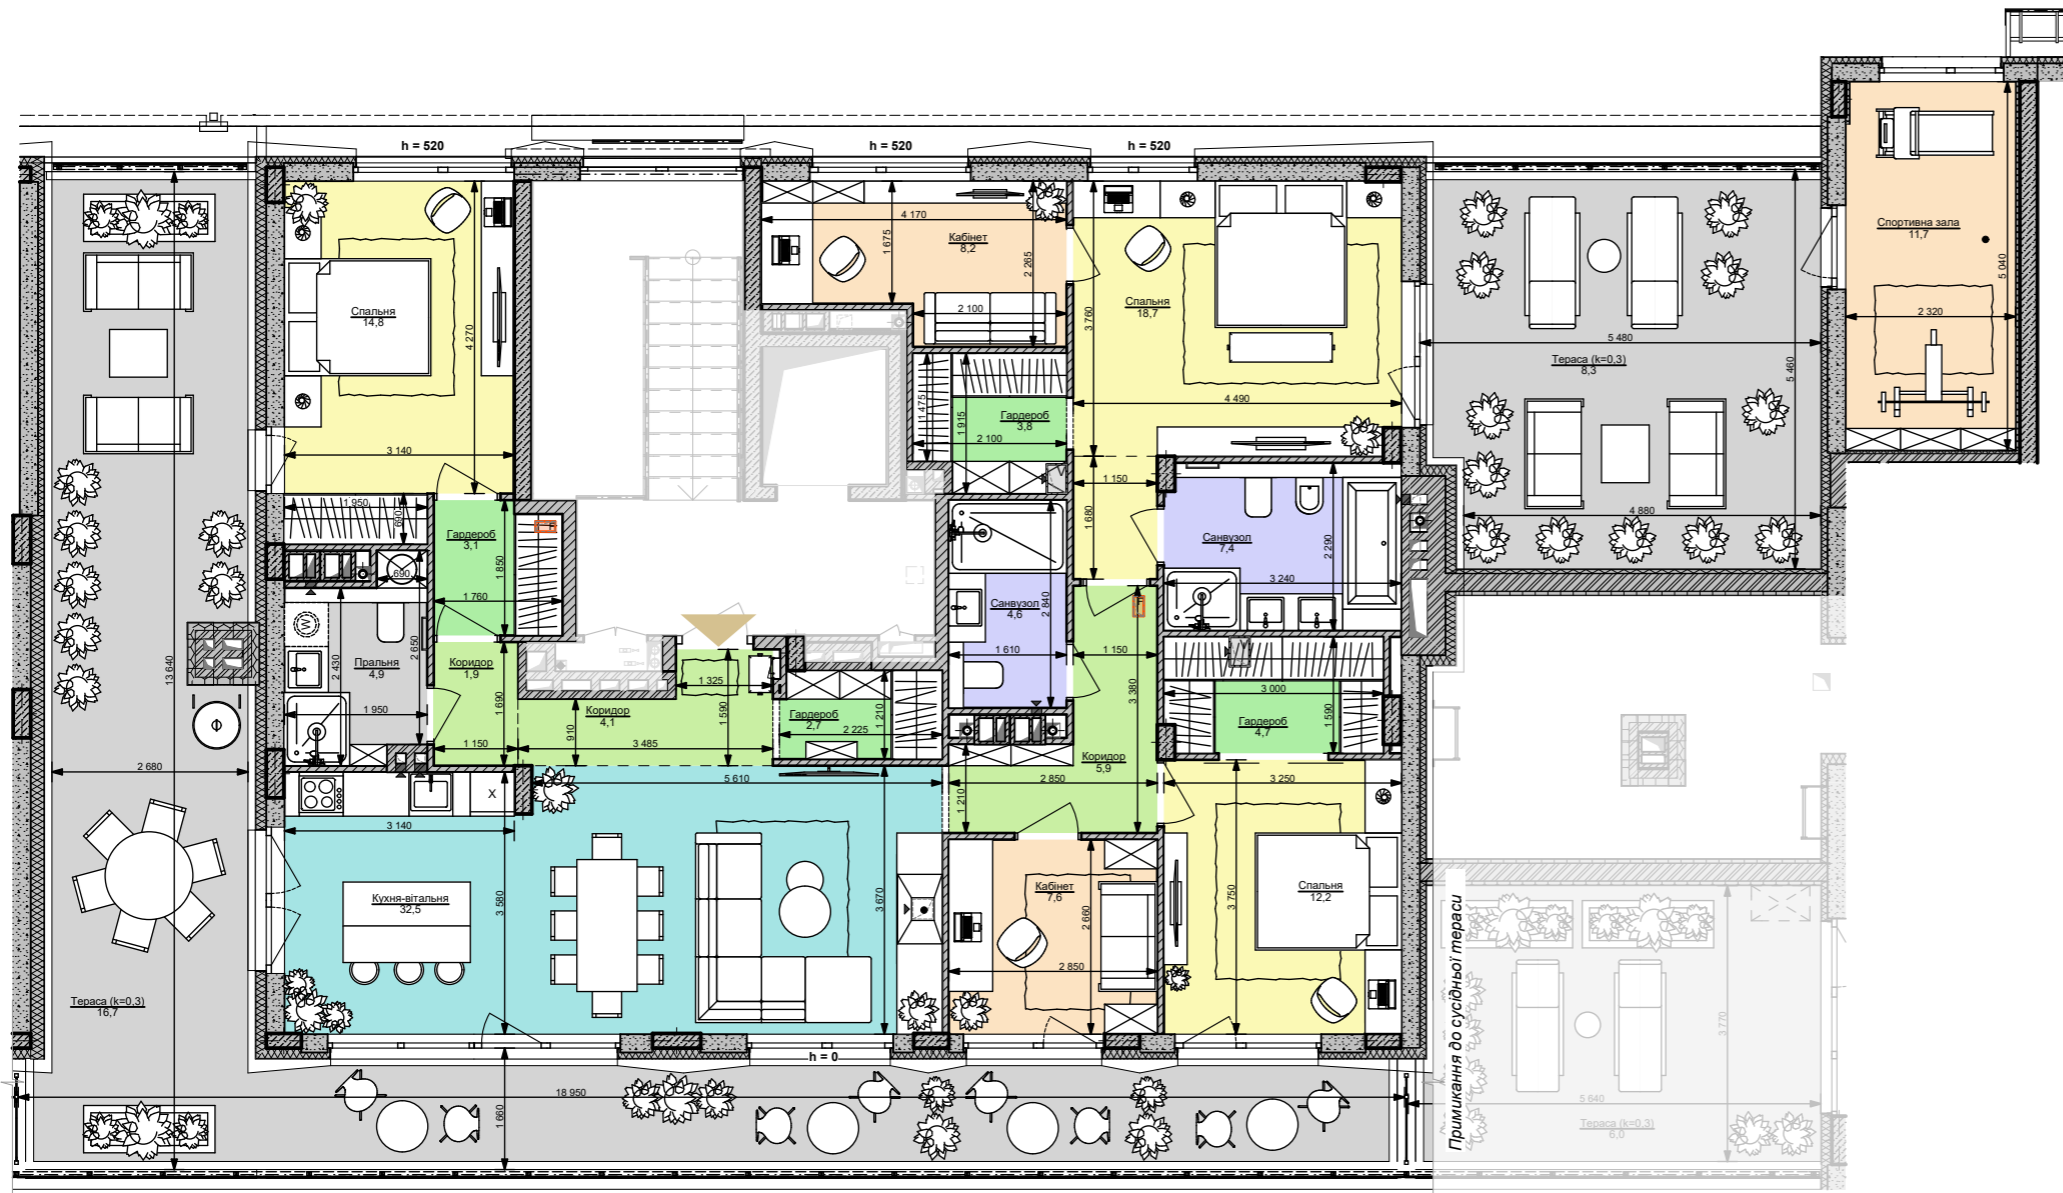 h = 520
h = 520
h = 520
Спальня
14,8
4 270
3 140
4 170
1 675
2 265
Кабінет
8,2
2 100
Спальня
18,7
3 760
4 490
5 480
Тераса (k=0,3)
8,3
5 460
4 880
Спортивна зала
11,7
5 040
2 320
1 475
1 915
Гардероб
3,8
2 100
1 150
1 680
1 950
690
690
Гардероб
3,1
1 850
1 760
Санвузол
7,4
2 290
3 240
Санвузол
4,6
2 840
1 610
1 150
3 380
W
Пральня
4,9
2 430
2 650
1 950
Коридор
1,9
1 690
1 150
Коридор
4,1
910
3 485
1 325
1 590
Гардероб
2,7
2 225
1 210
3 000
Гардероб
4,7
1 590
Коридор
5,9
2 850
1 210
3 250
13 640
2 680
X
3 140
5 610
Кухня-вітальня
32,5
3 580
3 670
Кабінет
7,6
2 660
2 850
Спальня
12,2
3 750
Тераса (k=0,3)
16,7
h = 0
18 950
1 660
Примикання до сусідньої тераси
3 770
5 640
Тераса (k=0,3)
6,0